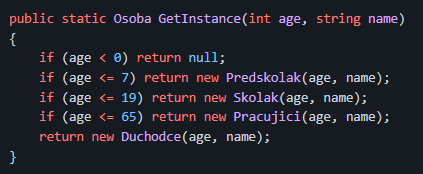 public static Osoba GetInstance(int age, string name)
{
    if (age < 0) return null;
    if (age <= 7) return new Predskolak(age, name);
    if (age <= 19) return new Skolak(age, name);
    if (age <= 65) return new Pracujici(age, name);
    return new Duchodce(age, name);
}